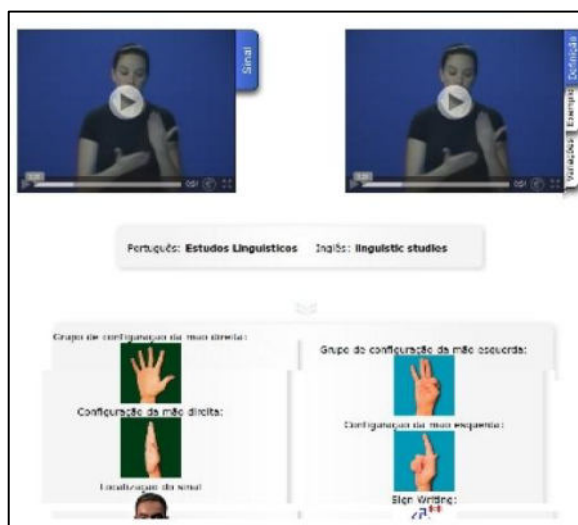 Sinal
Definição
Exemplo
Variações
Português: Estudos Linguisticos Inglês: linguistic studies
Grupo de configuração da mão direita:
Grupo de configuração da mão esquerda:
Configuração da mão direita:
Configuração da mão esquerda:
Localização do sinal
Sign Writing: